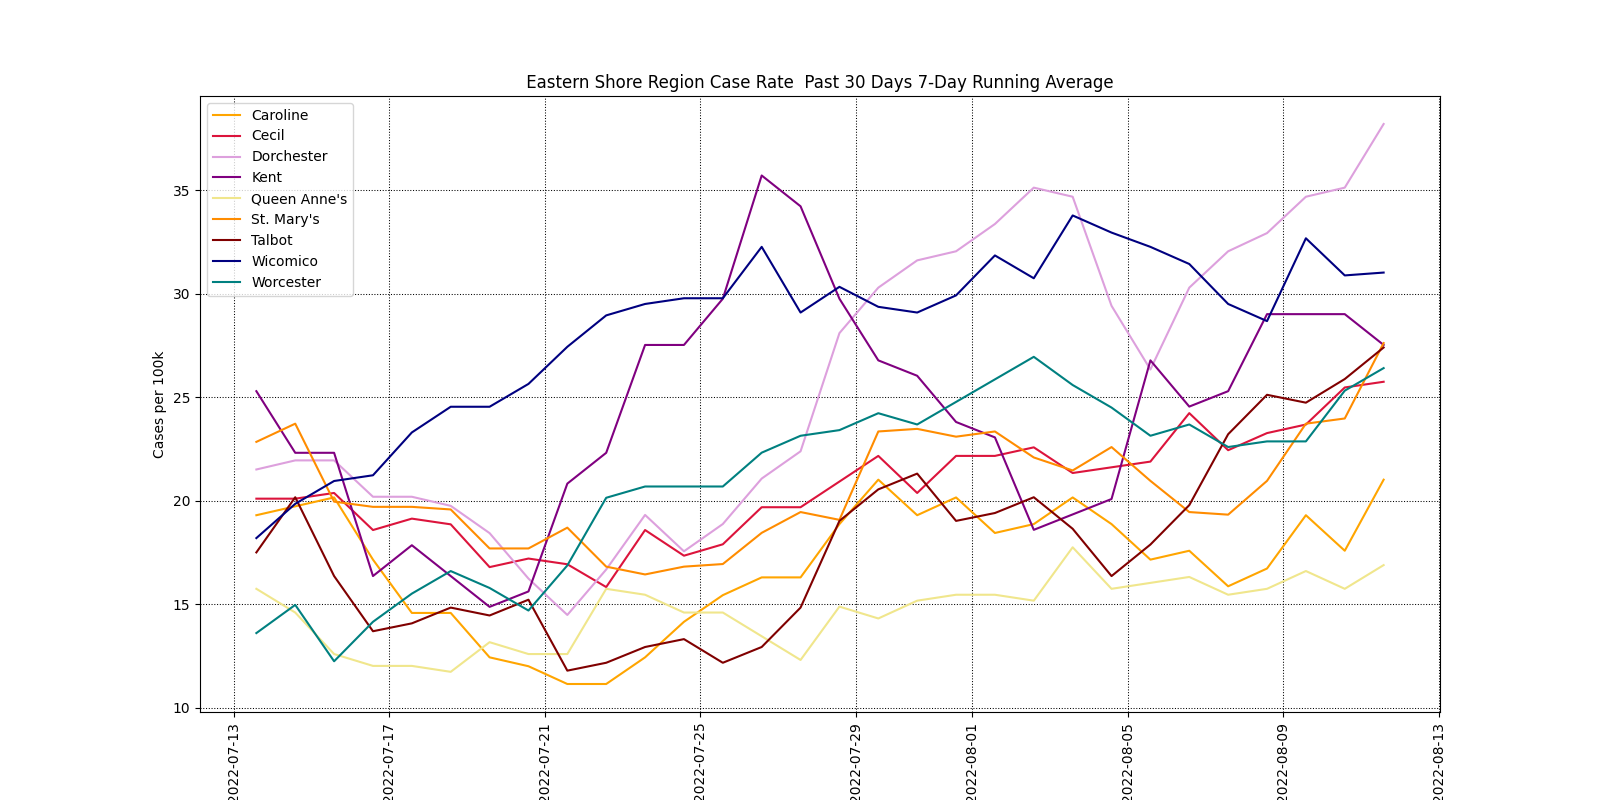 Eastern Shore Region Case Rate  Past 30 Days 7-Day Running Average
Caroline
Cecil
Dorchester
Kent
Queen Anne's
St. Mary's
Talbot
Wicomico
Worcester
Cases per 100k
35
30
25
20
15
10
2022-07-13
2022-07-17
2022-07-21
2022-07-25
2022-07-29
2022-08-01
2022-08-05
2022-08-09
2022-08-13